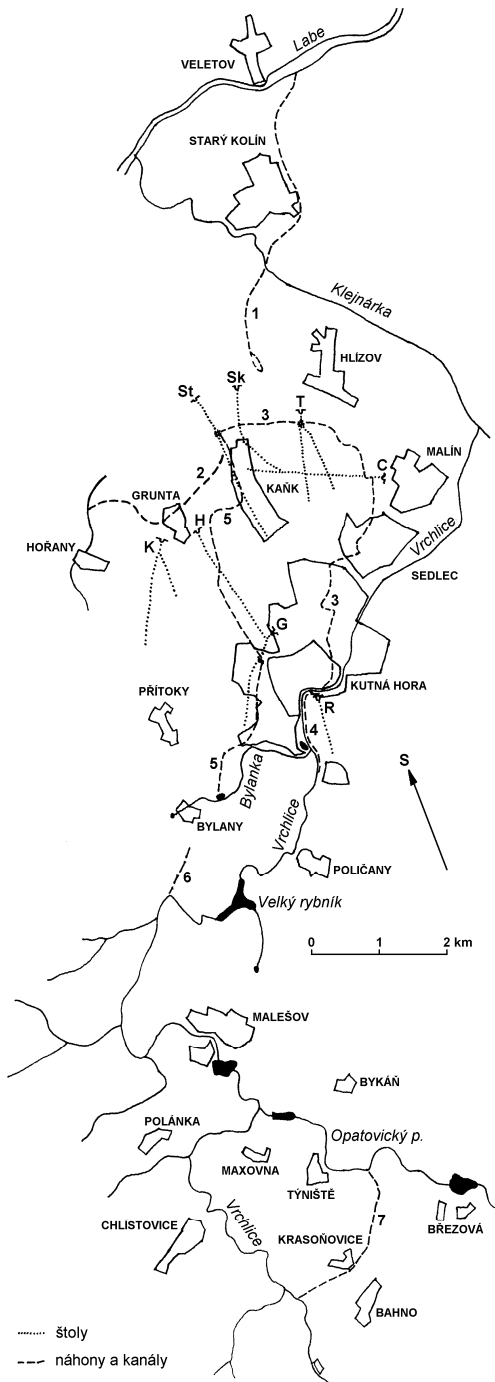 Labe
VELETOV
STARÝ KOLÍN
Klejnárka
1
HLÍZOV
Sk
St
T
3
MALÍN
C
2
KAŇK
GRUNTA
5
H
Vrchlice
HOŘANY
K
SEDLEC
3
G
KUTNÁ HORA
PŘÍTOKY
R
4
S
5
Bylanka
BYLANY
Vrchlice
POLIČANY
6
Velký rybník
0 1 2 km
MALEŠOV
BYKÁŇ
POLÁNKA
Opatovický p.
MAXOVNA
TÝNIŠTĚ
Vrchlice
CHLISTOVICE
7
BŘEZOVÁ
KRASOŇOVICE
BAHNO
štoly
náhony a kanály